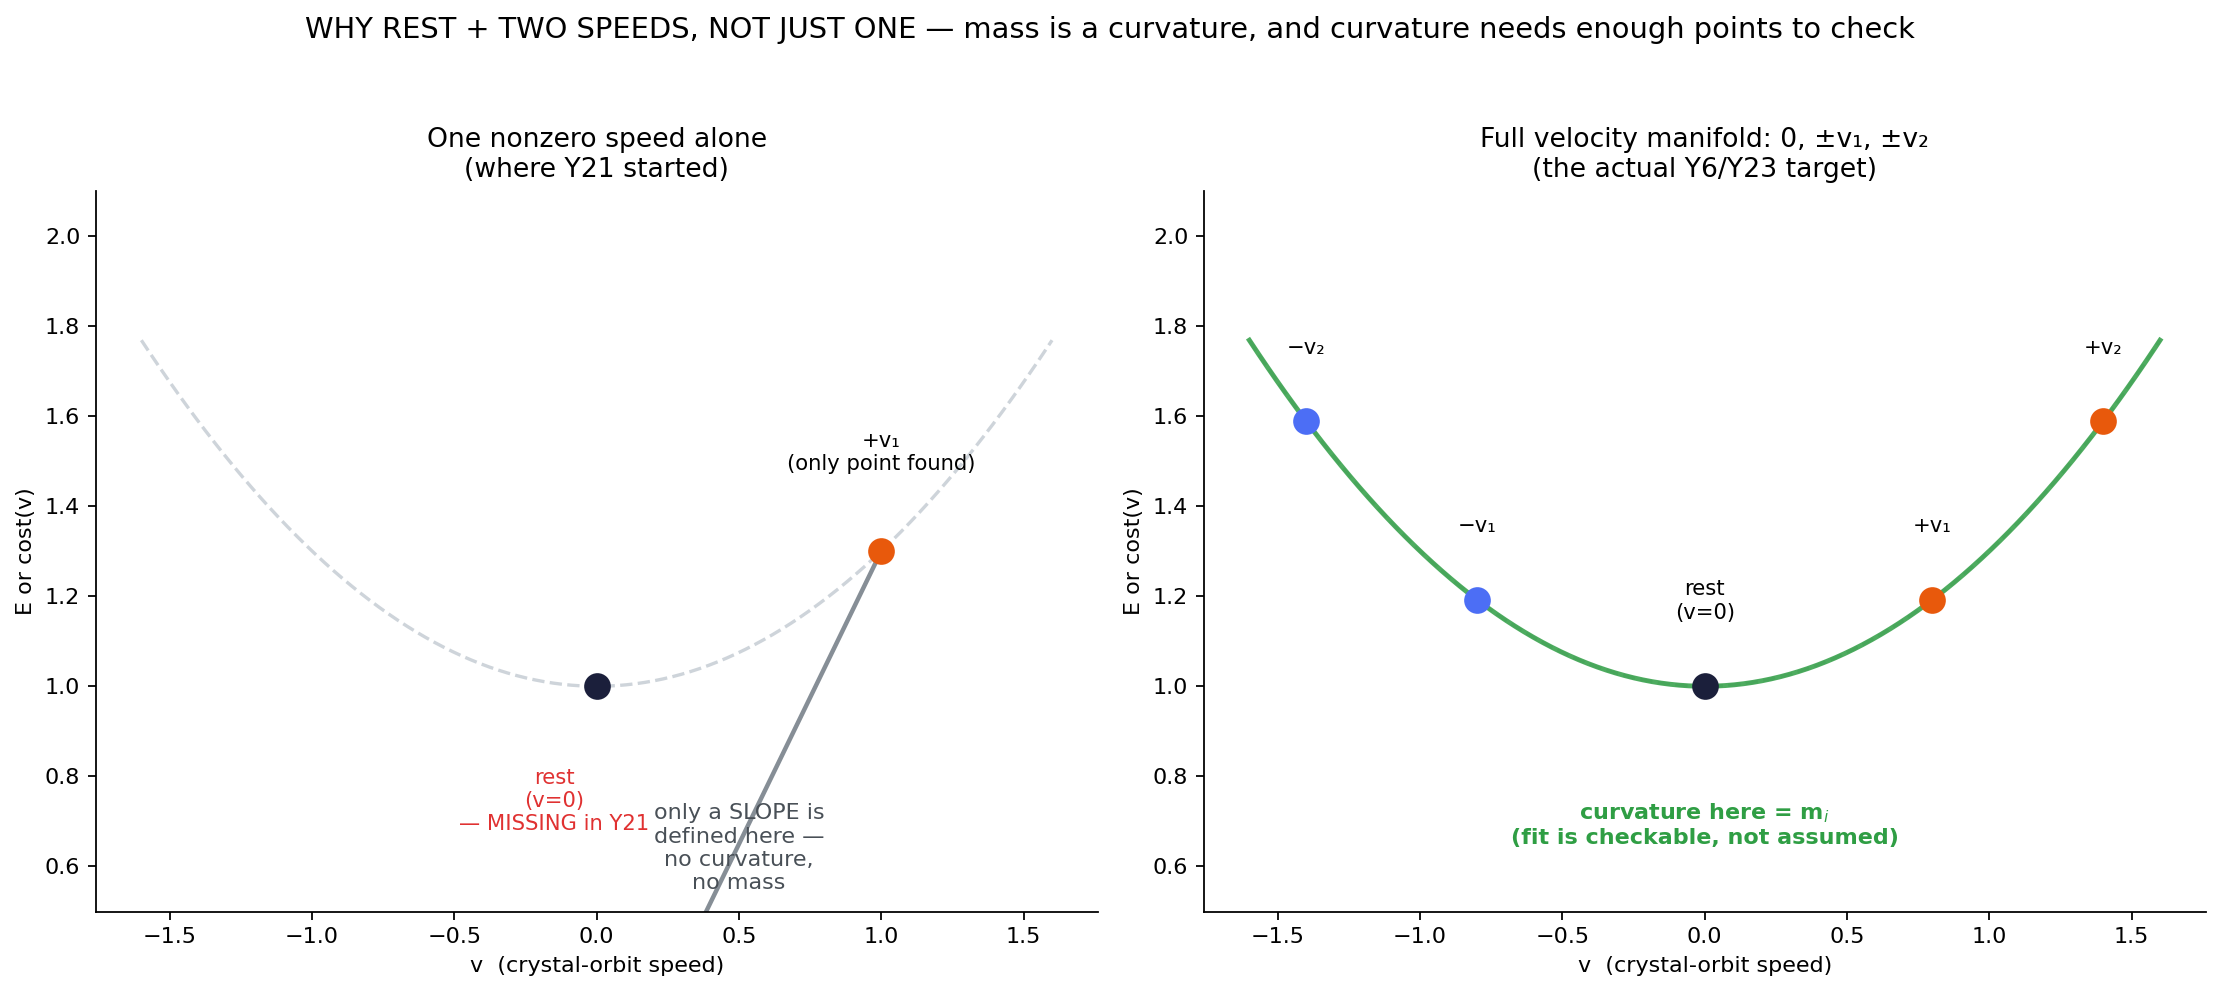 WHY REST + TWO SPEEDS, NOT JUST ONE — mass is a curvature, and curvature needs enough points to check
One nonzero speed alone
(where Y21 started)
E or cost(v)
2.0
1.8
1.6
1.4
1.2
1.0
0.8
0.6
+v₁
(only point found)
rest
(v=0)
— MISSING in Y21
only a SLOPE is
defined here —
no curvature,
no mass
−1.5
−1.0
−0.5
0.0
0.5
1.0
1.5
v (crystal-orbit speed)
Full velocity manifold: 0, ±v₁, ±v₂
(the actual Y6/Y23 target)
E or cost(v)
2.0
1.8
1.6
1.4
1.2
1.0
0.8
0.6
−v₂
+v₂
−v₁
+v₁
rest
(v=0)
curvature here = mᵢ
(fit is checkable, not assumed)
−1.5
−1.0
−0.5
0.0
0.5
1.0
1.5
v (crystal-orbit speed)